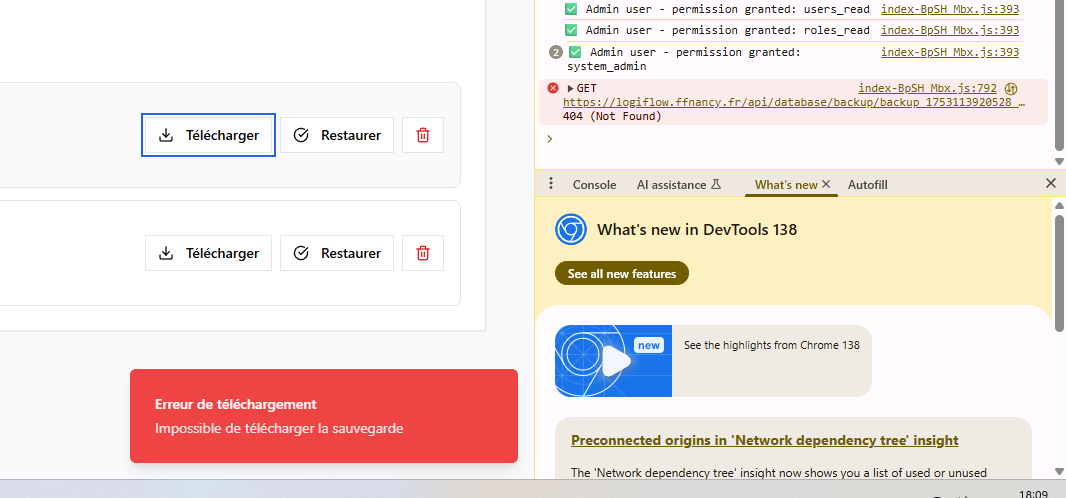 Télécharger
Restaurer
Télécharger
Restaurer
Erreur de téléchargement
Impossible de télécharger la sauvegarde
✅ Admin user - permission granted: users_read index-BpSH_Mbx.js:393
✅ Admin user - permission granted: roles_read index-BpSH_Mbx.js:393
2 ✅ Admin user - permission granted: index-BpSH_Mbx.js:393
system_admin
GET index-BpSH_Mbx.js:792
https://logiflow.ffnancy.fr/api/database/backup/backup_1753113920528_…
404 (Not Found)
Console AI assistance What's new Autofill
What's new in DevTools 138
See all new features
new
See the highlights from Chrome 138
Preconnected origins in 'Network dependency tree' insight
The 'Network dependency tree' insight now shows you a list of used or unused
18:09